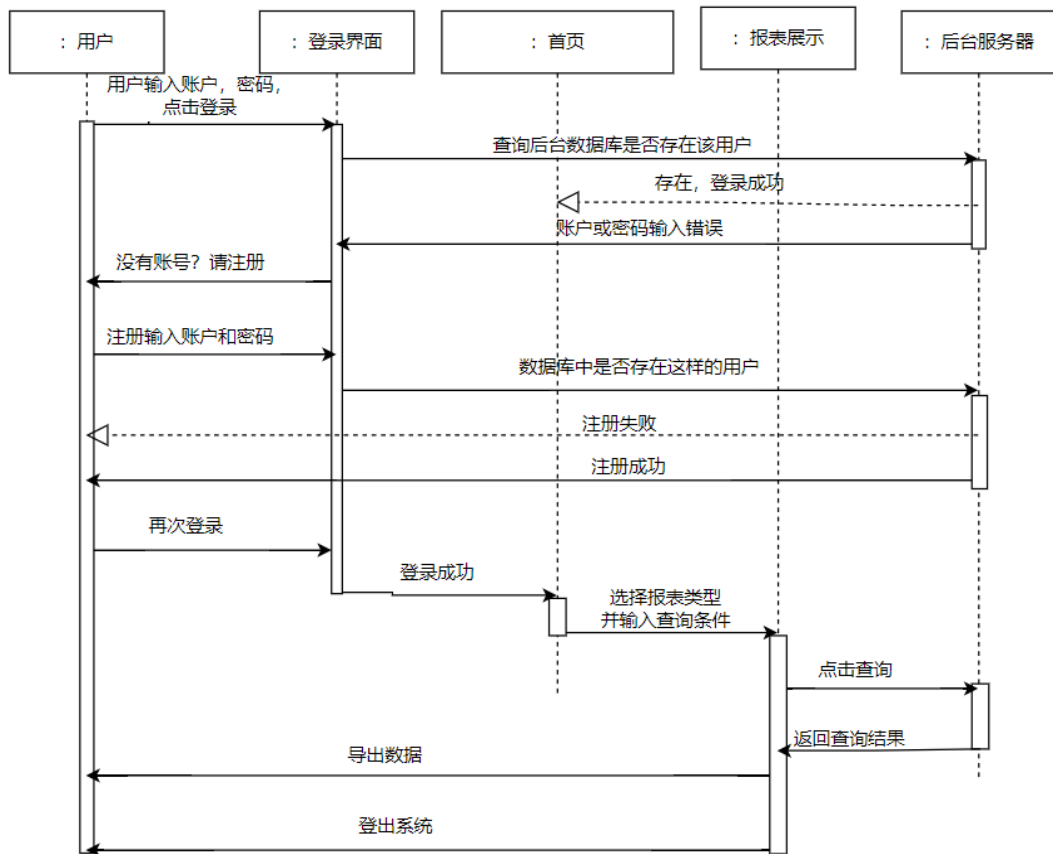 ：用户
：登录界面
：首页
：报表展示
：后台服务器
用户输入账户，密码，
点击登录
查询后台数据库是否存在该用户
存在，登录成功
账户或密码输入错误
没有账号？请注册
注册输入账户和密码
数据库中是否存在这样的用户
注册失败
注册成功
再次登录
登录成功
选择报表类型
并输入查询条件
点击查询
返回查询结果
导出数据
登出系统